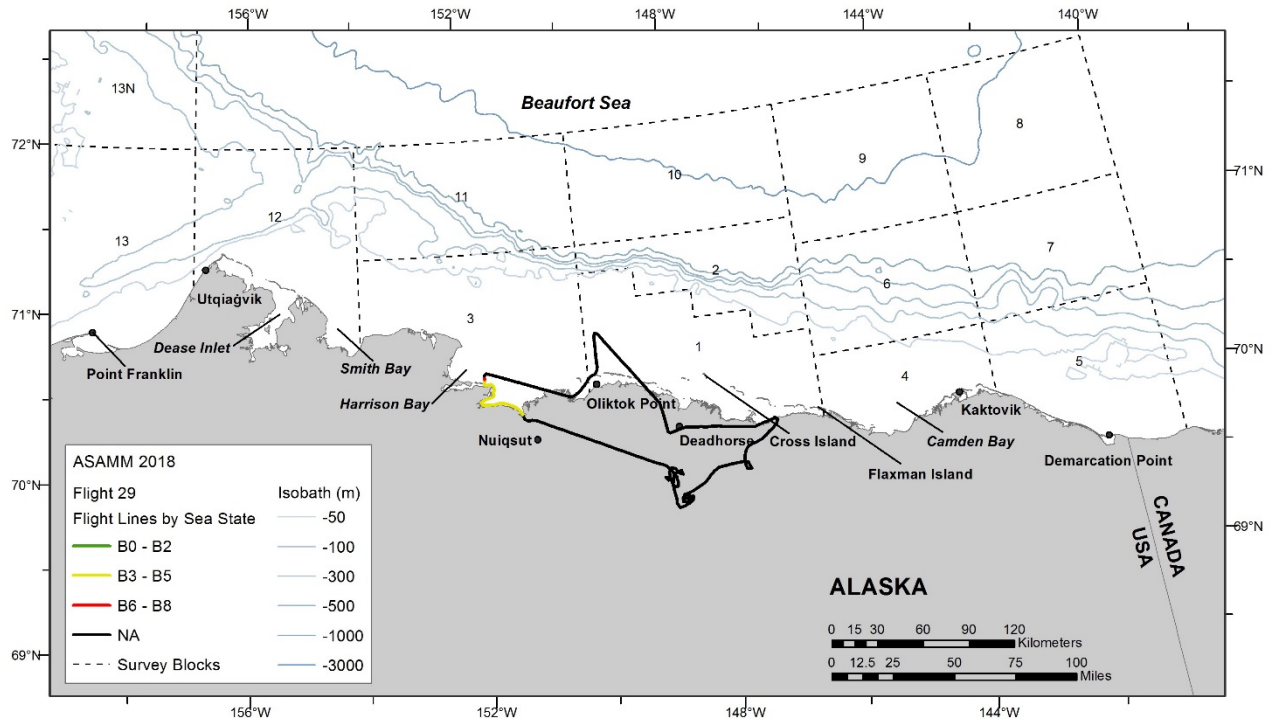 156°W 152°W 148°W 144°W 140°W
13N
Beaufort Sea
8
72°N
9
71°N
10
11
12
13
7
2
6
Utqiaġvik
71°N
3
Dease Inlet
Point Franklin
Smith Bay
1
70°N
5
4
Harrison Bay
Oliktok Point
Kaktovik
Nuiqsut
Deadhorse
Cross Island
Camden Bay
Flaxman Island
Demarcation Point
70°N
69°N
CANADA
USA
ASAMM 2018
Flight 29
Flight Lines by Sea State
B0 - B2
B3 - B5
B6 - B8
NA
Survey Blocks
Isobath (m)
-50
-100
-300
-500
-1000
-3000
ALASKA
0 15 30 60 90 120
Kilometers
0 12.5 25 50 75 100
Miles
69°N
156°W 152°W 148°W 144°W